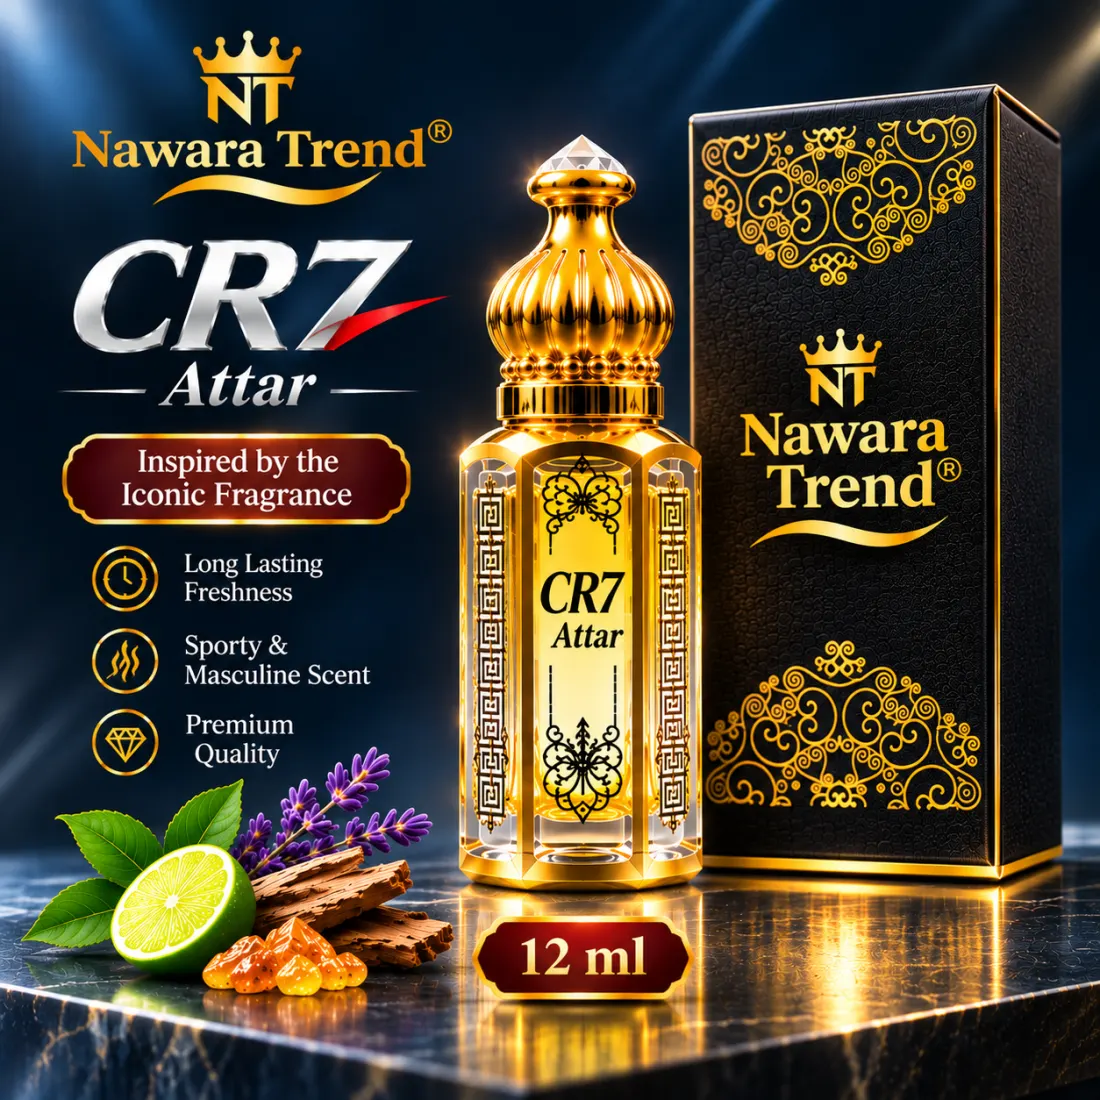 NT
Nawara Trend®
CR7
Attar
Inspired by the
Iconic Fragrance
Long Lasting
Freshness
Sporty &
Masculine Scent
Premium
Quality
CR7
Attar
12 ml
NT
Nawara
Trend®